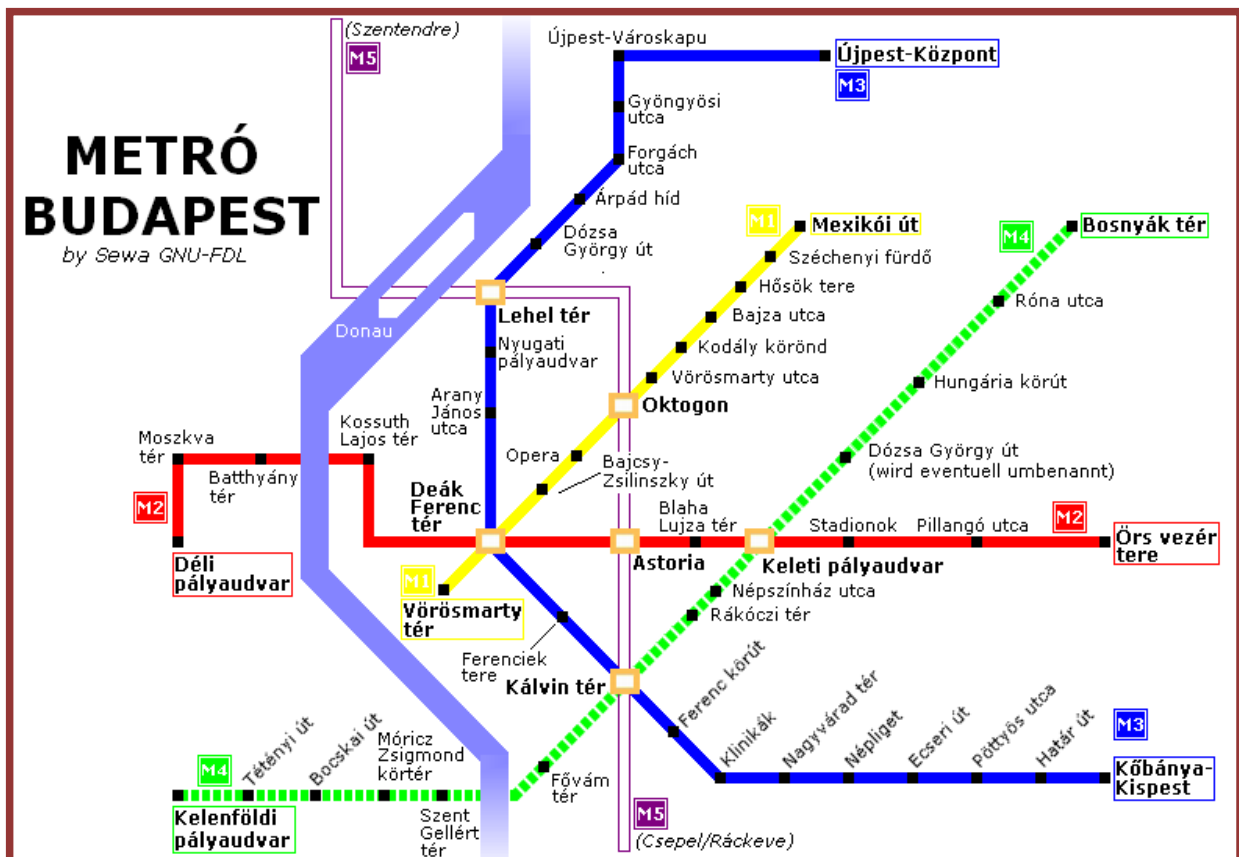 (Szentendre)
M5
Újpest-Városkapu
Újpest-Központ
M3
Gyöngyösi
utca
METRÓ
BUDAPEST
by Sewa GNU-FDL
Forgách
utca
Árpád híd
Dózsa
György út
M1
Mexikói út
M4
Bosnyák tér
Széchenyi fürdő
Hősök tere
Róna utca
Lehel tér
Bajza utca
Donau
Nyugati
pályaudvar
Kodály körönd
Vörösmarty utca
Hungária körút
Arany
János
utca
Oktogon
Moszkva
tér
Kossuth
Lajos tér
Batthyány
tér
Opera
Bajcsy-
Zsilinszky út
Dózsa György út
(wird eventuell umbenannt)
M2
Deák
Ferenc
tér
Blaha
Lujza tér
Stadionok
Pillangó utca
M2
Déli
pályaudvar
Astoria
Keleti pályaudvar
Örs vezér
tere
M1
Vörösmarty
tér
Népszínház utca
Rákóczi tér
Ferenciek
tere
Kálvin tér
Ferenc körút
Klinikák
Nagyvárad tér
Népliget
Ecseri út
Pöttyös utca
Határ út
M3
Kőbánya-
Kispest
M4
Tétényi út
Bocskai út
Móricz
Zsigmond
körtér
Kelenföldi
pályaudvar
Szent
Gellért
tér
Fővám
tér
M5
(Csepel/Ráckeve)